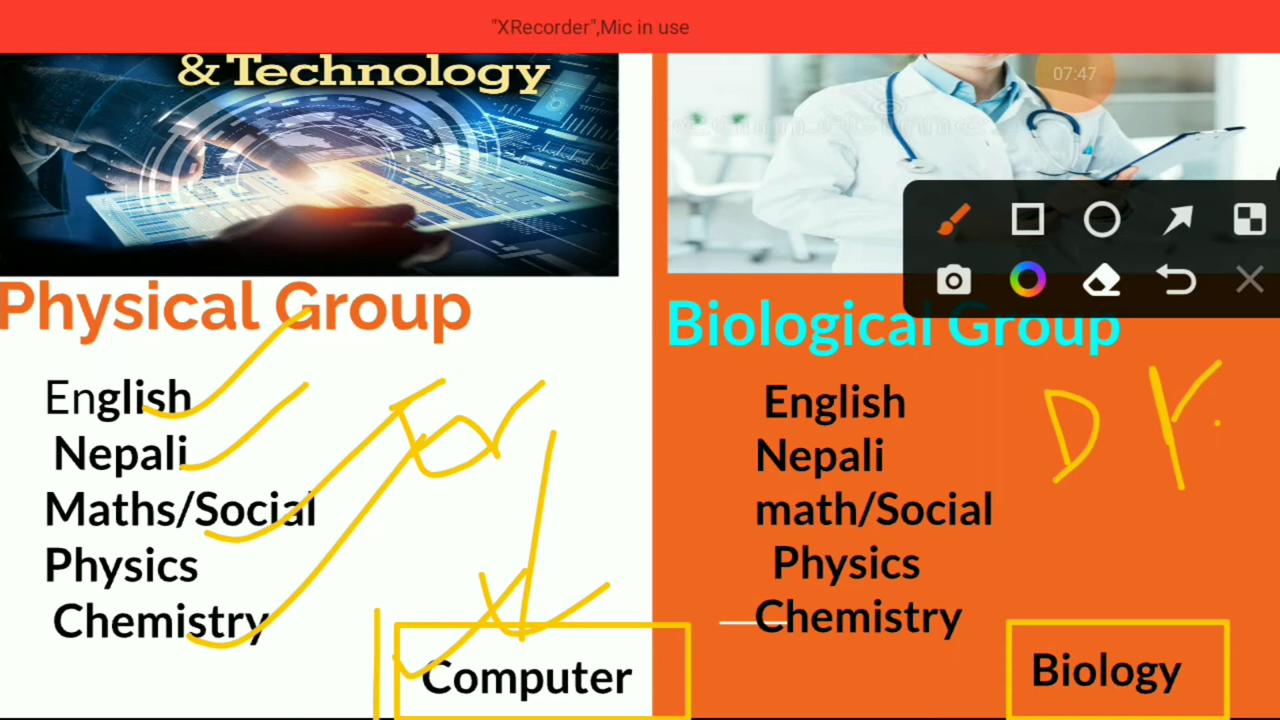 "XRecorder",Mic in use
& Technology
07:47
Physical Group
English
Nepali
Maths/Social
Physics
Chemistry
Computer
Biological Group
English
Nepali
math/Social
Physics
Chemistry
Biology
Dr.